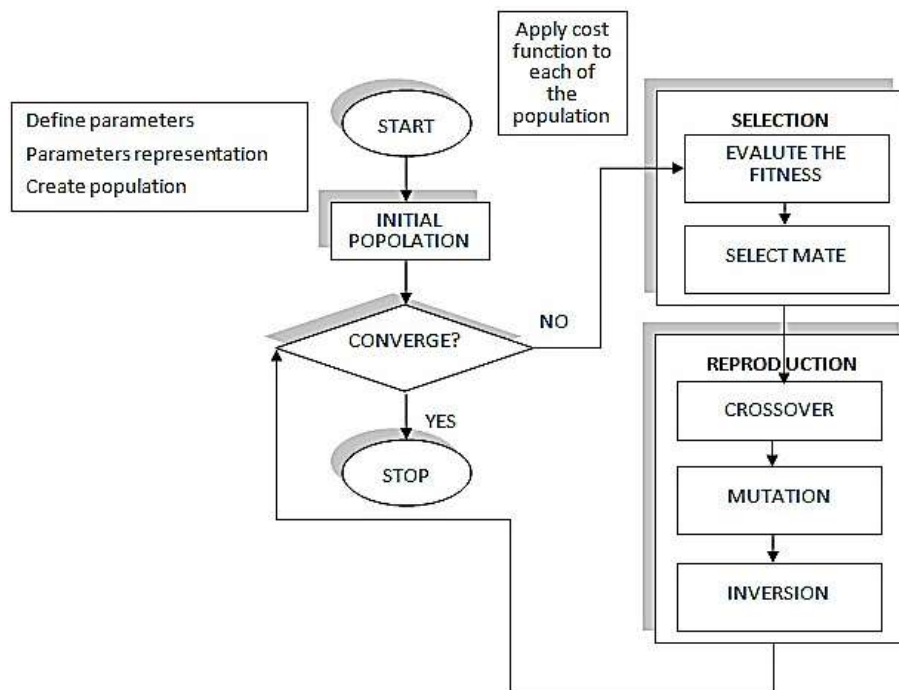 Apply cost
function to
each of
the
population
Define parameters
Parameters representation
Create population
START
INITIAL
POPOLATION
CONVERGE?
NO
YES
STOP
SELECTION
EVALUTE THE
FITNESS
SELECT MATE
REPRODUCTION
CROSSOVER
MUTATION
INVERSION